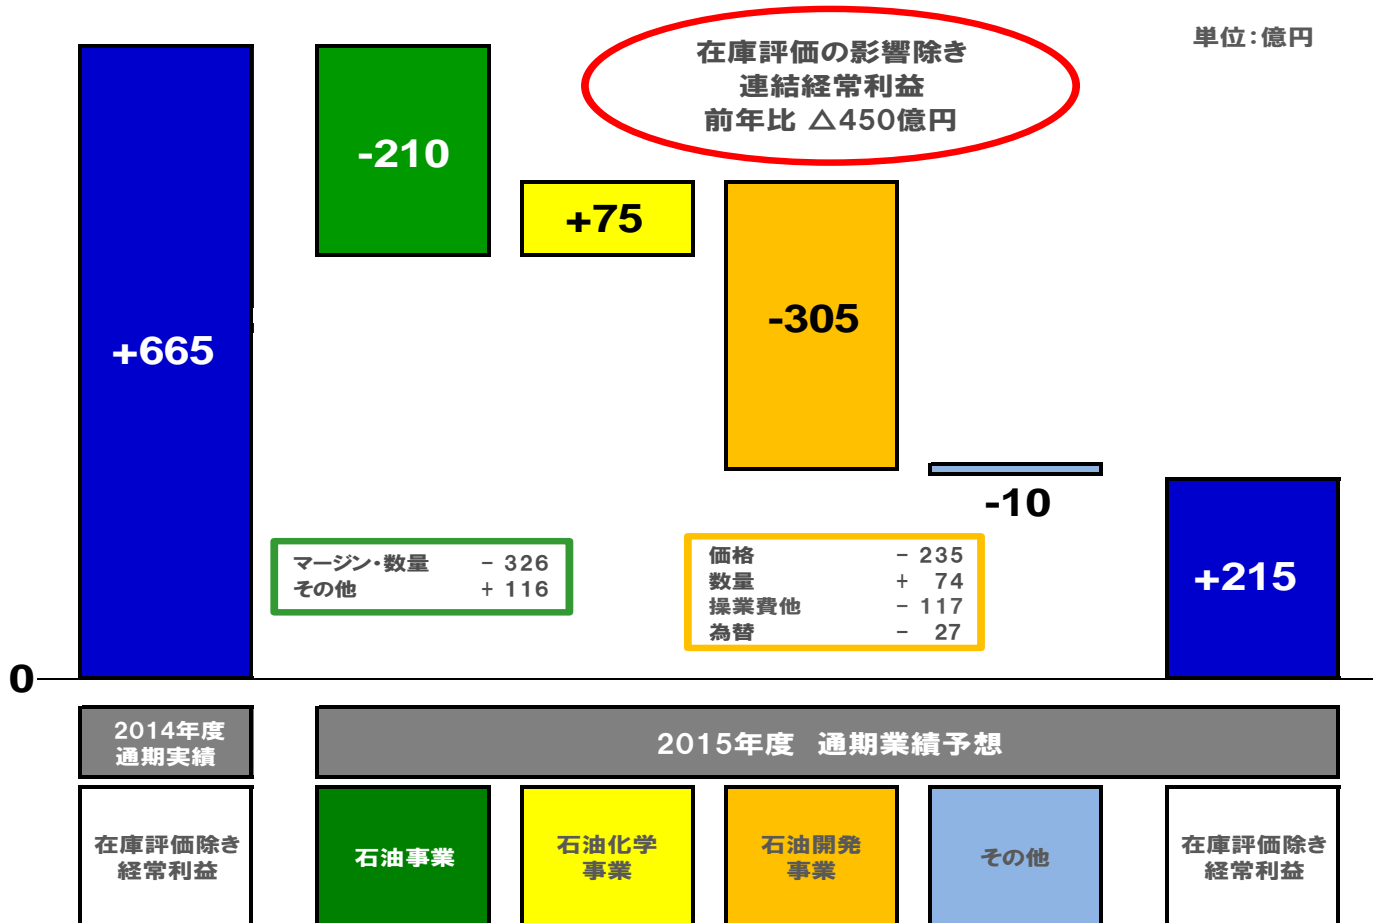 単位:億円
在庫評価の影響除き
連結経常利益
前年比 △450億円
+665
-210
+75
-305
-10
+215
マージン・数量 - 326
その他 + 116
価格 - 235
数量 + 74
操業費他 - 117
為替 - 27
0
2014年度
通期実績
2015年度 通期業績予想
在庫評価除き
経常利益
石油事業
石油化学
事業
石油開発
事業
その他
在庫評価除き
経常利益